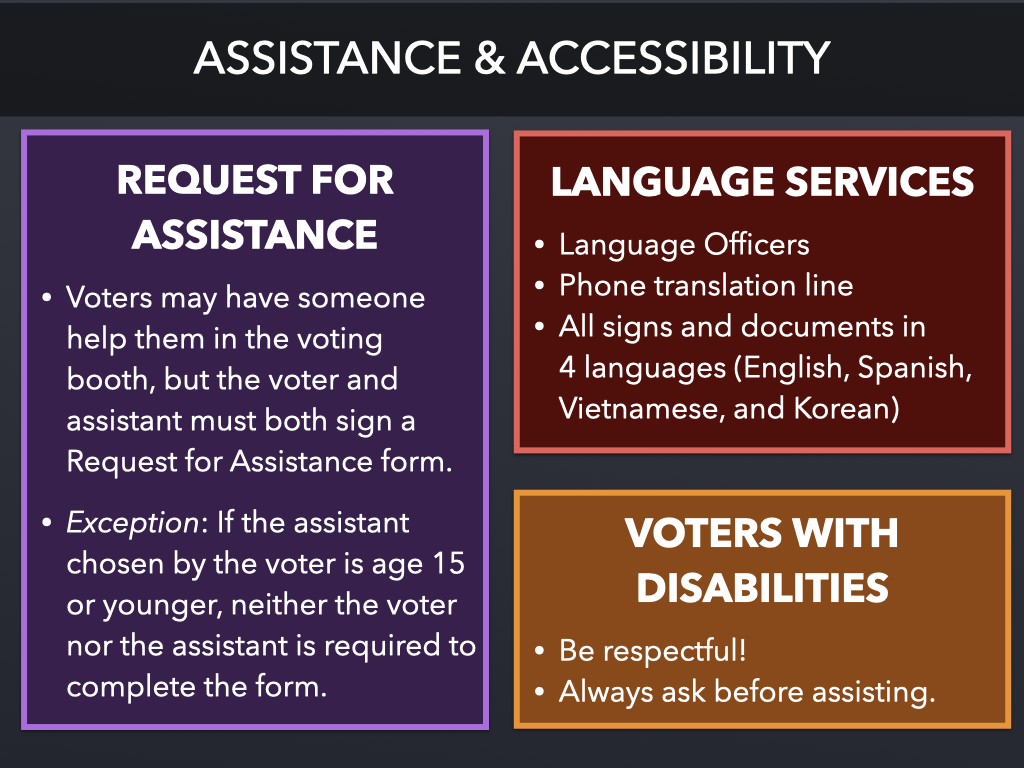 ASSISTANCE & ACCESSIBILITY
REQUEST FOR
ASSISTANCE
• Voters may have someone
help them in the voting
booth, but the voter and
assistant must both sign a
Request for Assistance form.
• Exception: If the assistant
chosen by the voter is age 15
or younger, neither the voter
nor the assistant is required to
complete the form.
LANGUAGE SERVICES
• Language Officers
• Phone translation line
• All signs and documents in
4 languages (English, Spanish,
Vietnamese, and Korean)
VOTERS WITH
DISABILITIES
• Be respectful!
• Always ask before assisting.